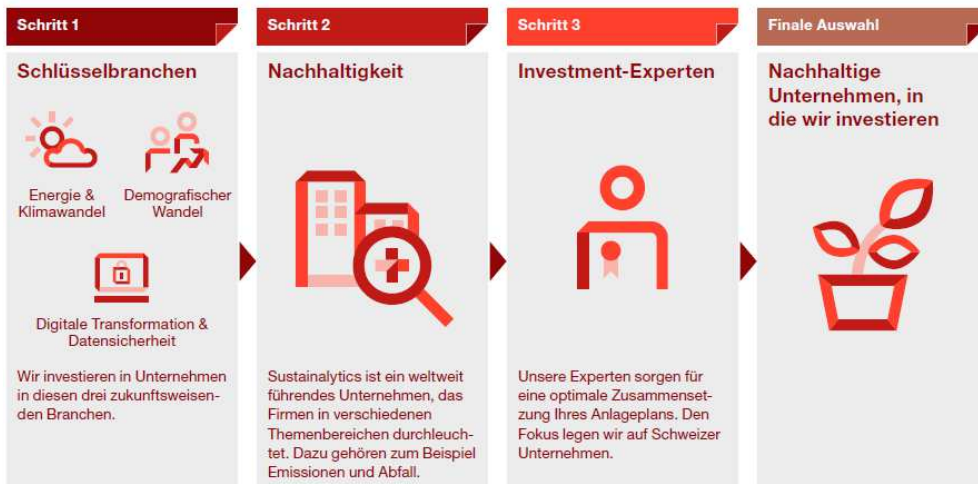 Schritt 1
Schlüsselbranchen
Energie &
Klimawandel
Demografischer
Wandel
Digitale Transformation &
Datensicherheit
Wir investieren in Unternehmen
in diesen drei zukunftsweisen-
den Branchen.
Schritt 2
Nachhaltigkeit
Sustainalytics ist ein weltweit
führendes Unternehmen, das
Firmen in verschiedenen
Themenbereichen durchleuch-
tet. Dazu gehören zum Beispiel
Emissionen und Abfall.
Schritt 3
Investment-Experten
Unsere Experten sorgen für
eine optimale Zusammenset-
zung Ihres Anlageplans. Den
Fokus legen wir auf Schweizer
Unternehmen.
Finale Auswahl
Nachhaltige
Unternehmen, in
die wir investieren